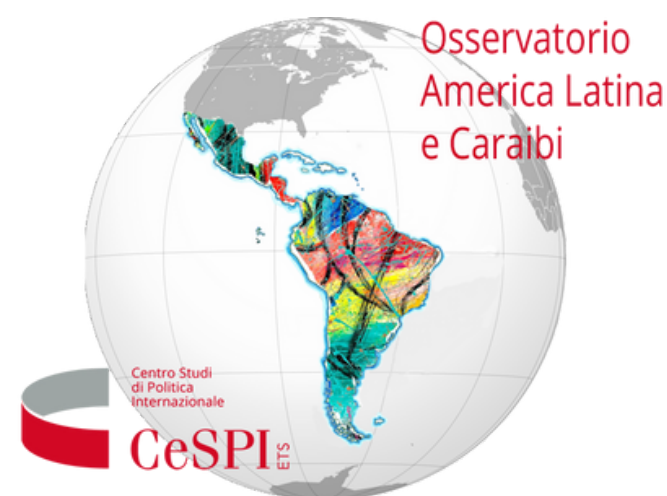 Osservatorio
America Latina
e Caraibi
Centro Studi
di Politica
Internazionale
CeSPI ETS